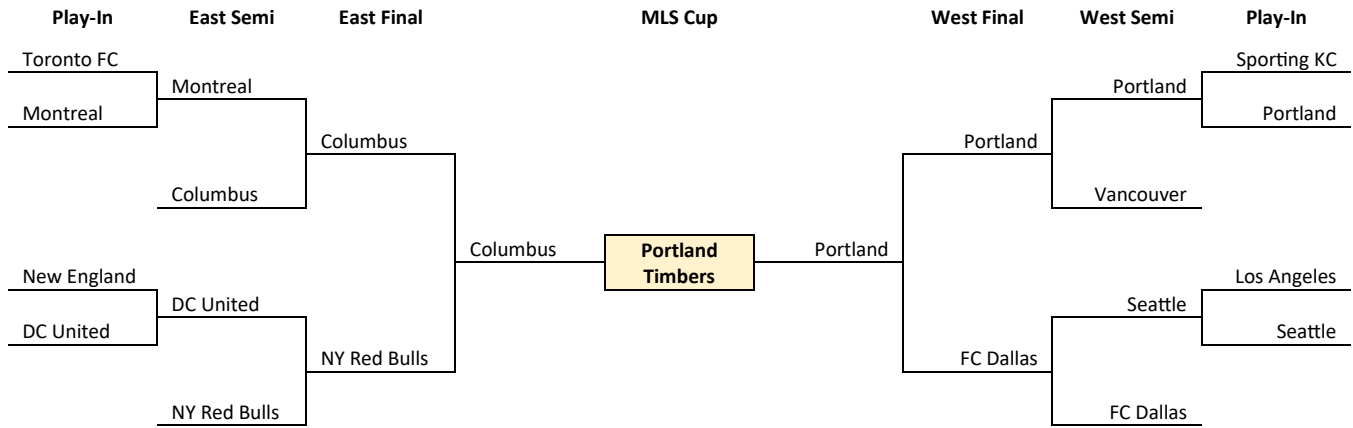 Play-In East Semi East Final MLS Cup West Final West Semi Play-In
Toronto FC Sporting KC
Montreal Portland
Montreal Portland
Columbus Portland
Columbus Vancouver
Columbus Portland Timbers Portland
New England Los Angeles
DC United Seattle
DC United Seattle
NY Red Bulls FC Dallas
NY Red Bulls FC Dallas